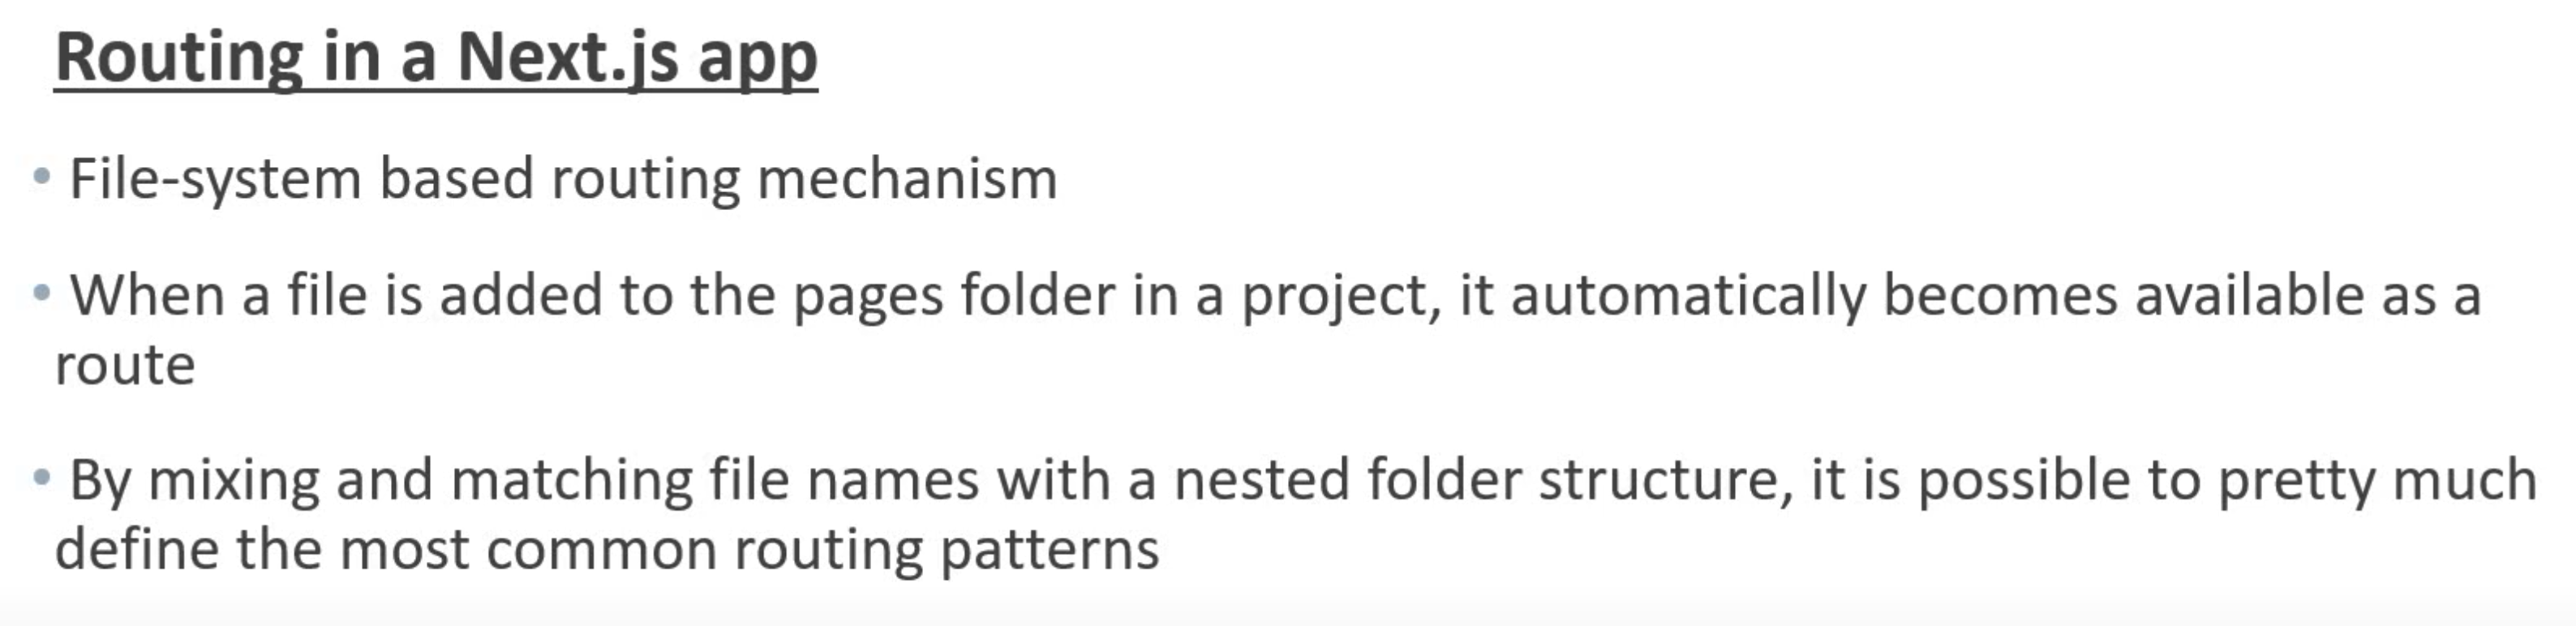 Routing in a Next.js app
• File-system based routing mechanism
• When a file is added to the pages folder in a project, it automatically becomes available as a
route
• By mixing and matching file names with a nested folder structure, it is possible to pretty much
define the most common routing patterns